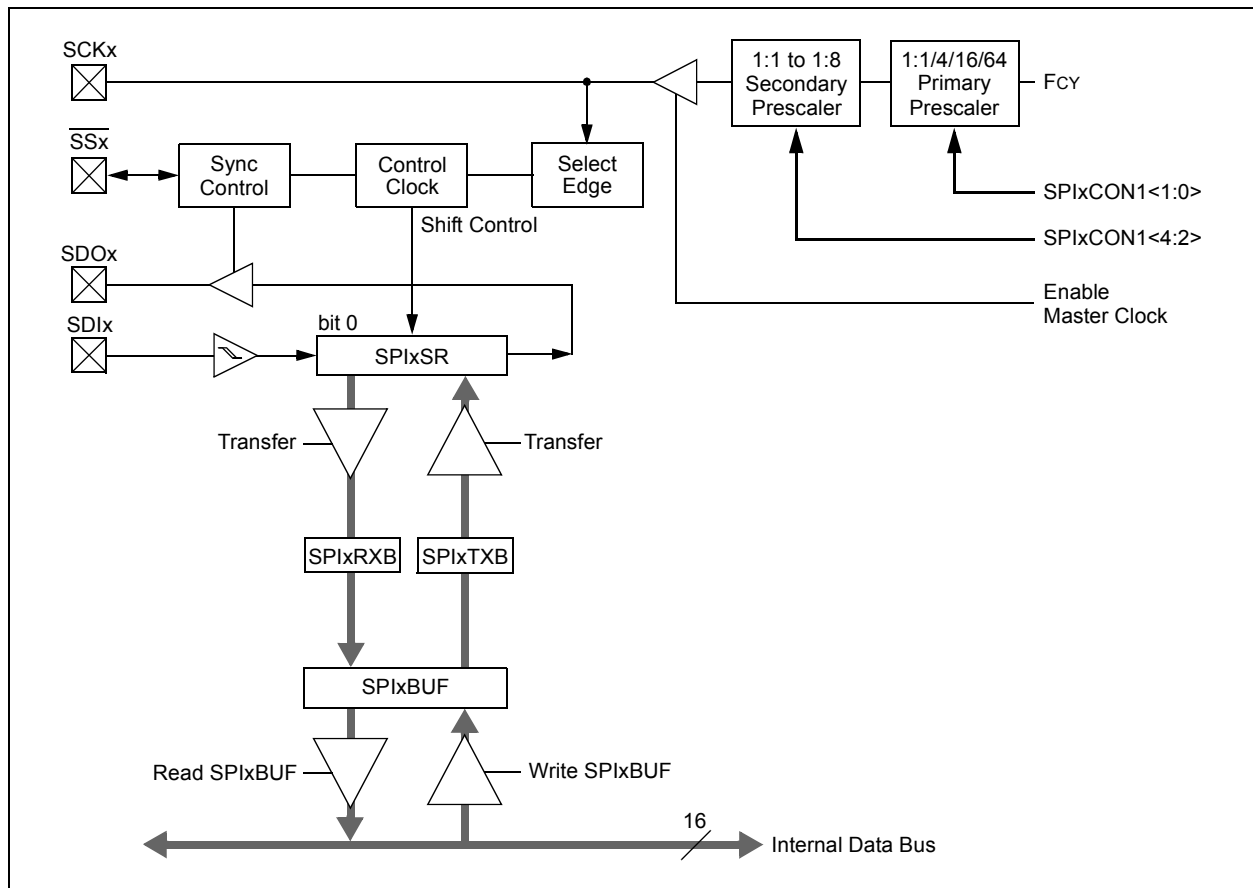 SCKx
1:1 to 1:8
Secondary
Prescaler
1:1/4/16/64
Primary
Prescaler
FCY
SSx
Sync
Control
Control
Clock
Select
Edge
SPIxCON1<1:0>
Shift Control
SPIxCON1<4:2>
SDOx
Enable
Master Clock
SDIx
bit 0
SPIxSR
Transfer
Transfer
SPIxRXB
SPIxTXB
SPIxBUF
Read SPIxBUF
Write SPIxBUF
16
Internal Data Bus